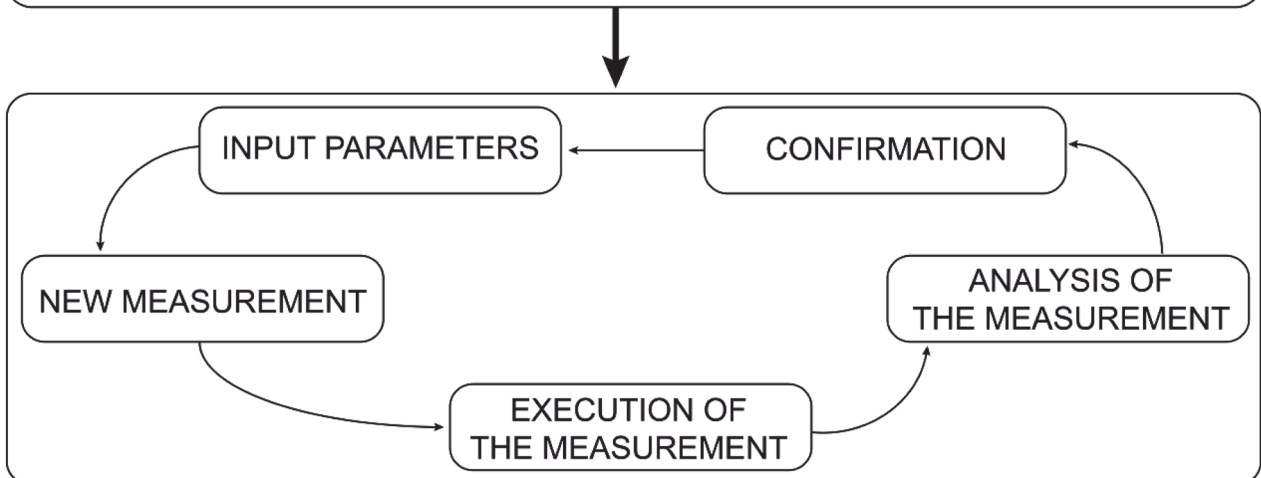 INPUT PARAMETERS
CONFIRMATION
NEW MEASUREMENT
ANALYSIS OF
THE MEASUREMENT
EXECUTION OF
THE MEASUREMENT